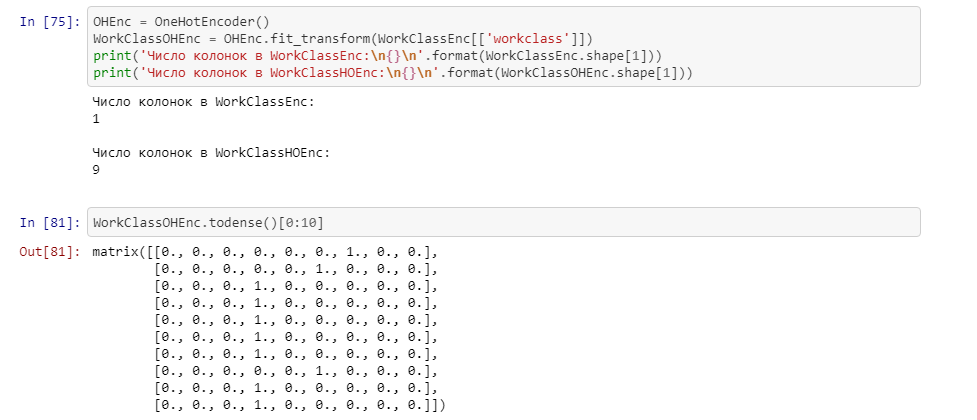 In [75]: OHEnc = OneHotEncoder()
WorkClassOHEnc = OHEnc.fit_transform(WorkClassEnc[['workclass']])
print('Число колонок в WorkClassEnc:\n{}\n'.format(WorkClassEnc.shape[1]))
print('Число колонок в WorkClassHOEnc:\n{}\n'.format(WorkClassOHEnc.shape[1]))
Число колонок в WorkClassEnc:
1
Число колонок в WorkClassHOEnc:
9
In [81]: WorkClassOHEnc.todense()[0:10]
Out[81]: matrix([[0., 0., 0., 0., 0., 0., 1., 0., 0.],
[0., 0., 0., 0., 0., 1., 0., 0., 0.],
[0., 0., 0., 1., 0., 0., 0., 0., 0.],
[0., 0., 0., 1., 0., 0., 0., 0., 0.],
[0., 0., 0., 1., 0., 0., 0., 0., 0.],
[0., 0., 0., 1., 0., 0., 0., 0., 0.],
[0., 0., 0., 1., 0., 0., 0., 0., 0.],
[0., 0., 0., 0., 0., 1., 0., 0., 0.],
[0., 0., 0., 1., 0., 0., 0., 0., 0.],
[0., 0., 0., 1., 0., 0., 0., 0., 0.]])